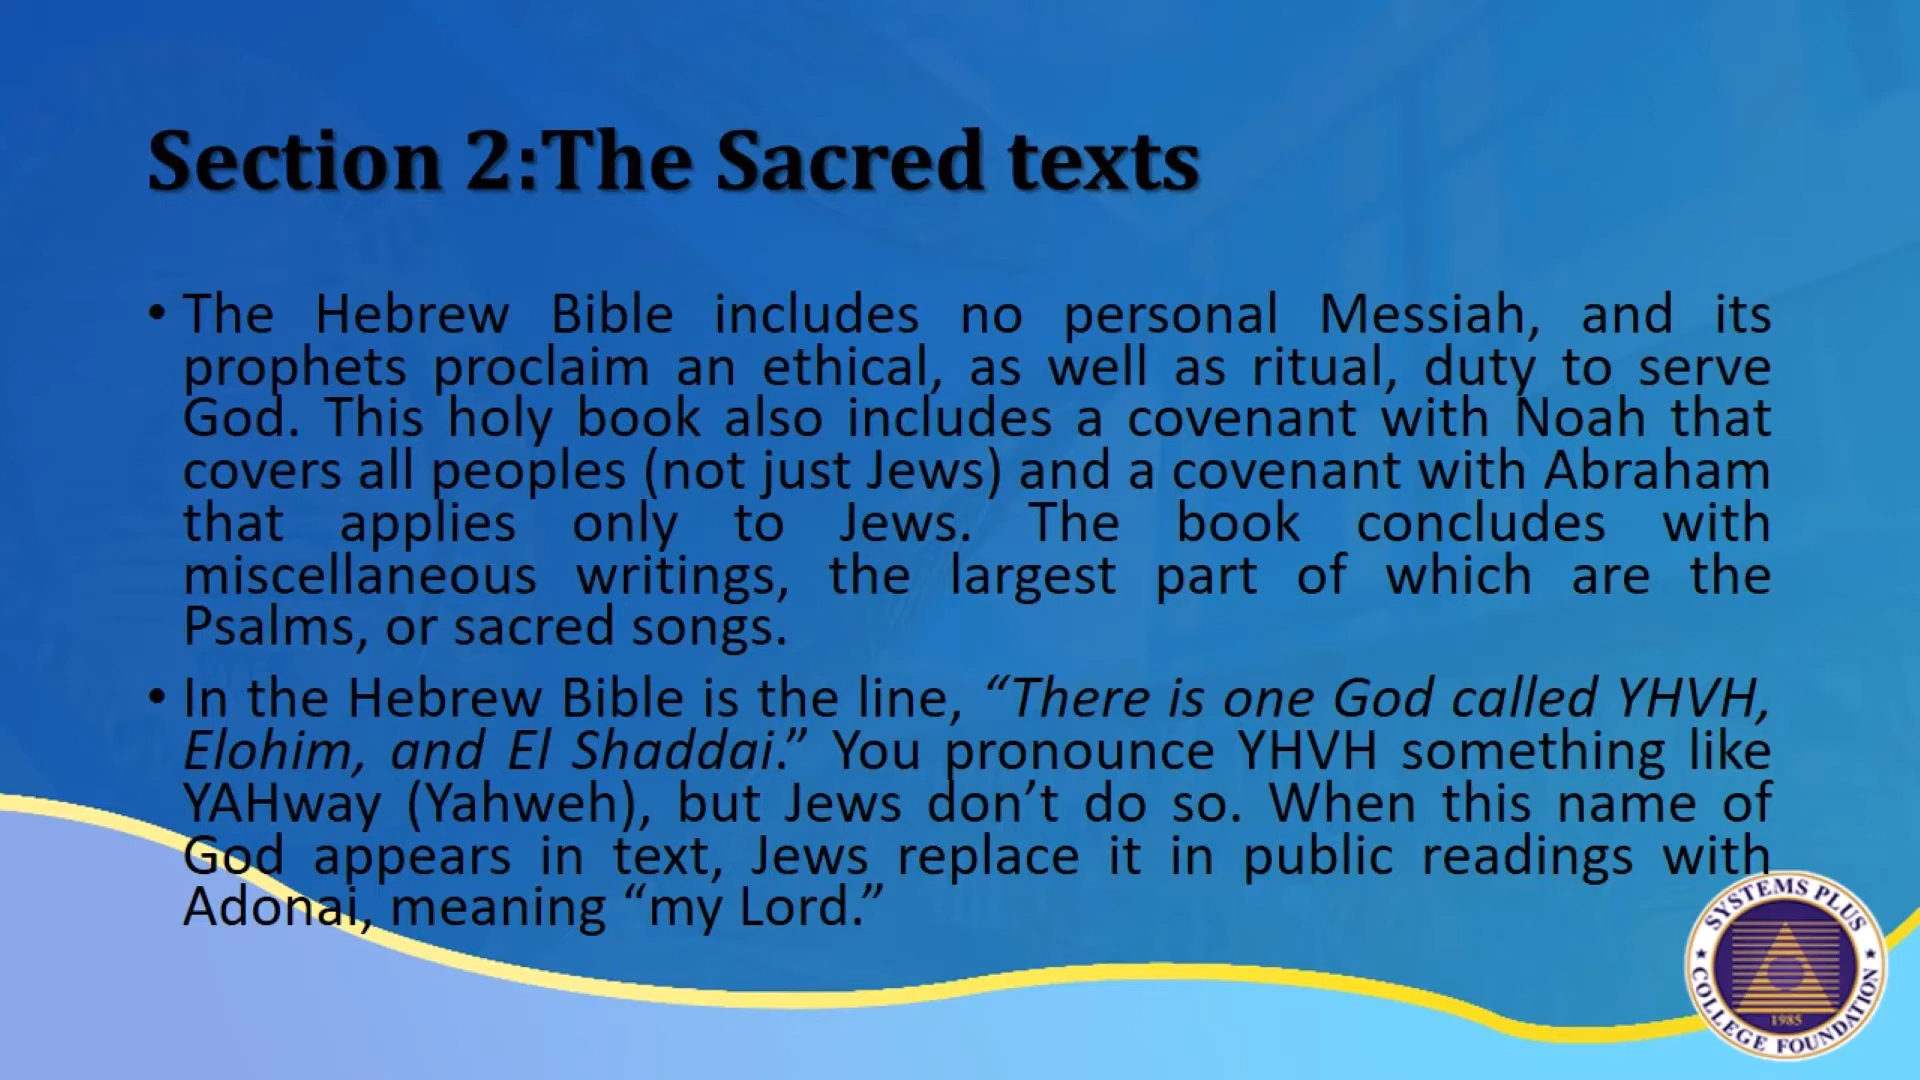 Section 2:The Sacred texts
• The Hebrew Bible includes no personal Messiah, and its
prophets proclaim an ethical, as well as ritual, duty to serve
God. This holy book also includes a covenant with Noah that
covers all peoples (not just Jews) and a covenant with Abraham
that applies only to Jews. The book concludes with
miscellaneous writings, the largest part of which are the
Psalms, or sacred songs.
• In the Hebrew Bible is the line, “There is one God called YHVH,
Elohim, and El Shaddai.” You pronounce YHVH something like
YAHway (Yahweh), but Jews don’t do so. When this name of
God appears in text, Jews replace it in public readings with
Adonai, meaning “my Lord.”
SYSTEMS PLUS
COLLEGE FOUNDATION
1985